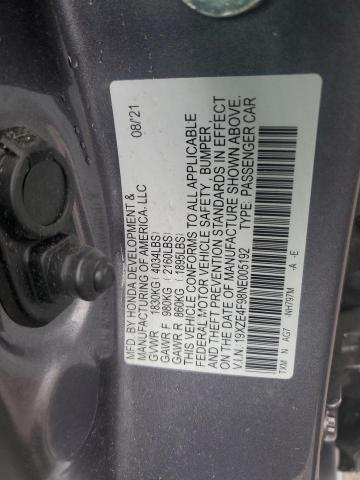 08/'21
MFD. BY HONDA DEVELOPMENT &
MANUFACTURING OF AMERICA, LLC
GVWR 1830KG (4034LBS)
GAWR F 980KG (2160LBS)
GAWR R 860KG (1895LBS)
THIS VEHICLE CONFORMS TO ALL APPLICABLE
FEDERAL MOTOR VEHICLE SAFETY, BUMPER,
AND THEFT PREVENTION STANDARDS IN EFFECT
ON THE DATE OF MANUFACTURE SHOWN ABOVE.
V.I.N. 19XZE4F98NE005192 TYPE: PASSENGER CAR
TXM N AG7 NH797M -A -E